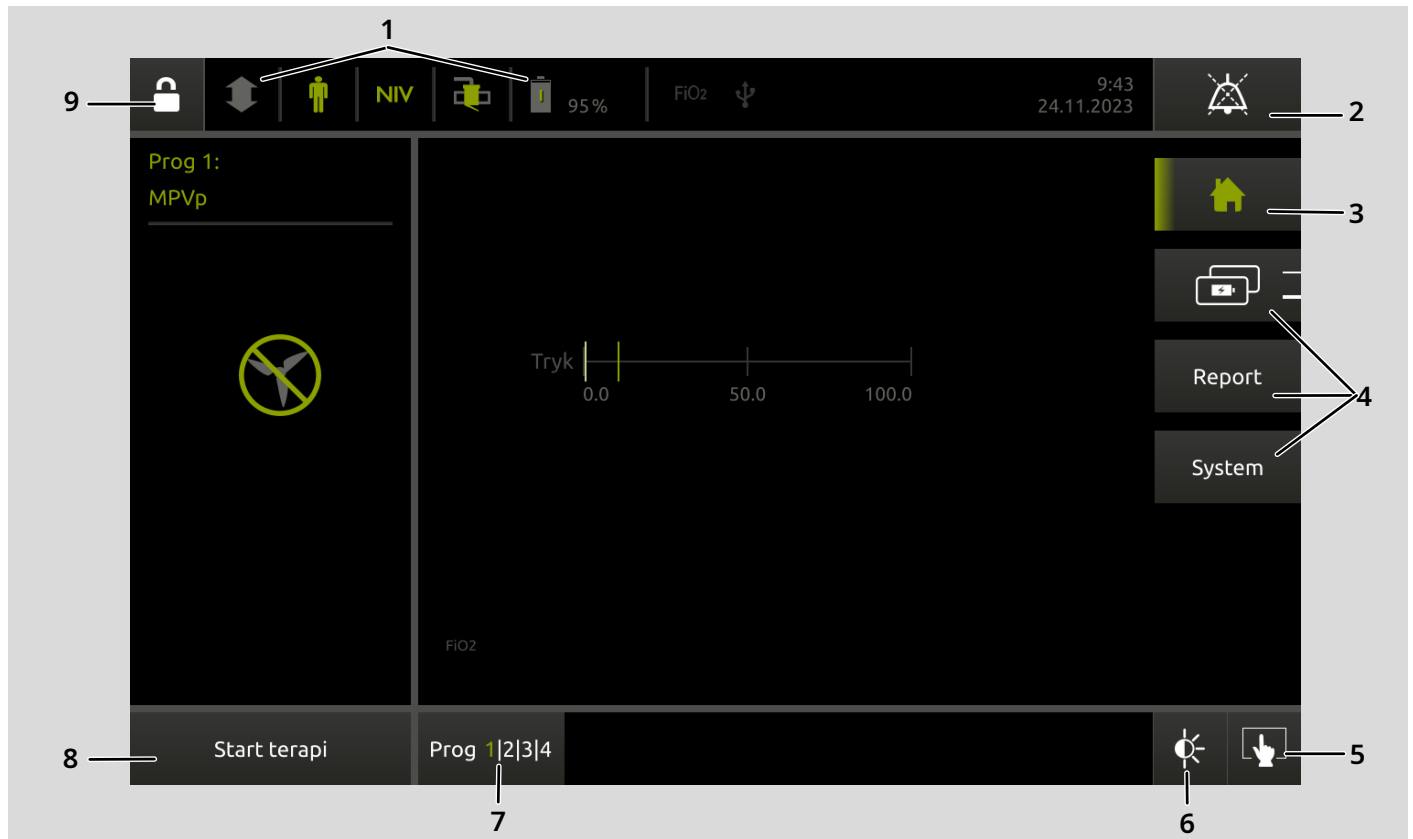 1
9
NIV
95%
FiO2
9:43
24.11.2023
2
Prog 1:
MPVp
3
Tryk
0.0 50.0 100.0
Report
4
System
FiO2
8
Start terapi
Prog 1|2|3|4
5
7
6